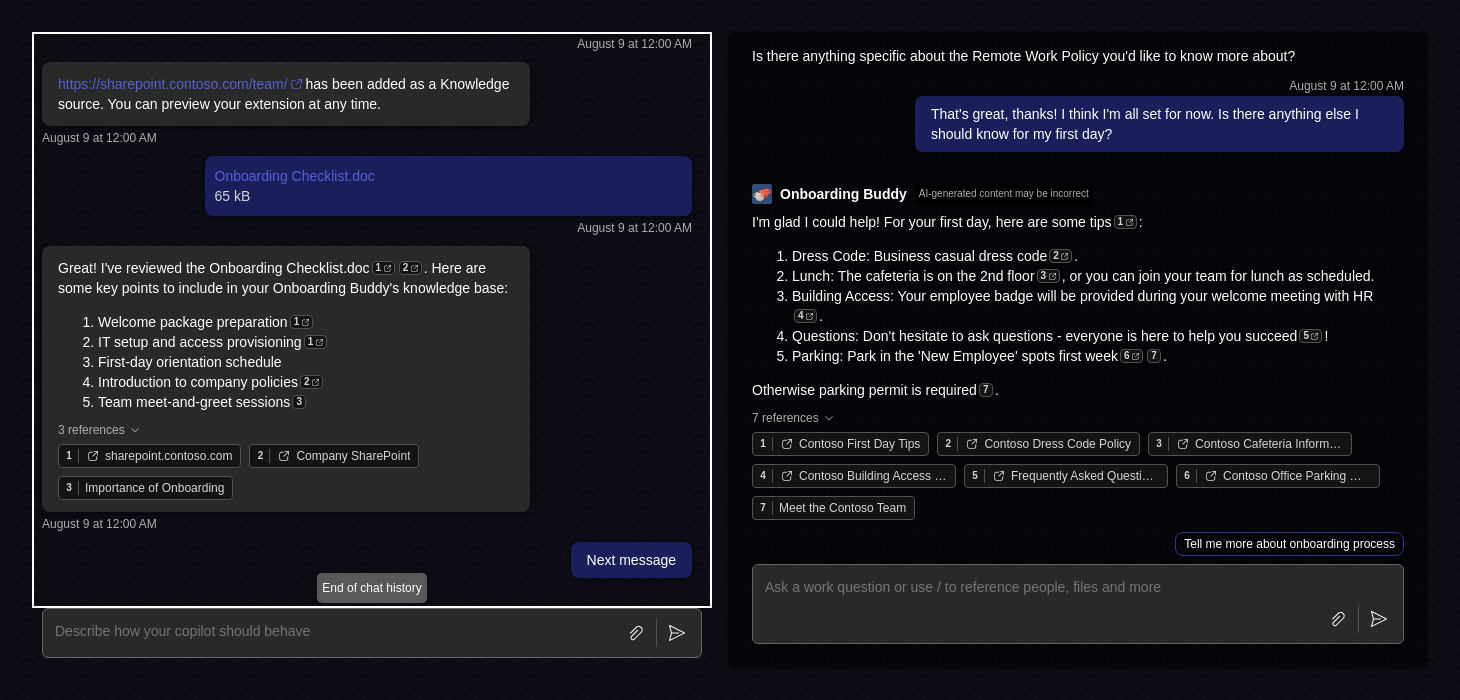 August 9 at 12:00 AM
https://sharepoint.contoso.com/team/ has been added as a Knowledge
source. You can preview your extension at any time.
August 9 at 12:00 AM
Onboarding Checklist.doc
65 kB
August 9 at 12:00 AM
Great! I've reviewed the Onboarding Checklist.doc 1 2 . Here are
some key points to include in your Onboarding Buddy's knowledge base:
1. Welcome package preparation 1
2. IT setup and access provisioning 1
3. First-day orientation schedule
4. Introduction to company policies 2
5. Team meet-and-greet sessions 3
3 references
1 sharepoint.contoso.com 2 Company SharePoint
3 Importance of Onboarding
August 9 at 12:00 AM
Next message
End of chat history
Describe how your copilot should behave
Is there anything specific about the Remote Work Policy you'd like to know more about?
August 9 at 12:00 AM
That's great, thanks! I think I'm all set for now. Is there anything else I
should know for my first day?
Onboarding Buddy AI-generated content may be incorrect
I'm glad I could help! For your first day, here are some tips 1 :
1. Dress Code: Business casual dress code 2 .
2. Lunch: The cafeteria is on the 2nd floor 3 , or you can join your team for lunch as scheduled.
3. Building Access: Your employee badge will be provided during your welcome meeting with HR
4 .
4. Questions: Don't hesitate to ask questions - everyone is here to help you succeed 5 !
5. Parking: Park in the 'New Employee' spots first week 6 7 .
Otherwise parking permit is required 7 .
7 references
1 Contoso First Day Tips 2 Contoso Dress Code Policy 3 Contoso Cafeteria Inform…
4 Contoso Building Access … 5 Frequently Asked Questi… 6 Contoso Office Parking …
7 Meet the Contoso Team
Tell me more about onboarding process
Ask a work question or use / to reference people, files and more